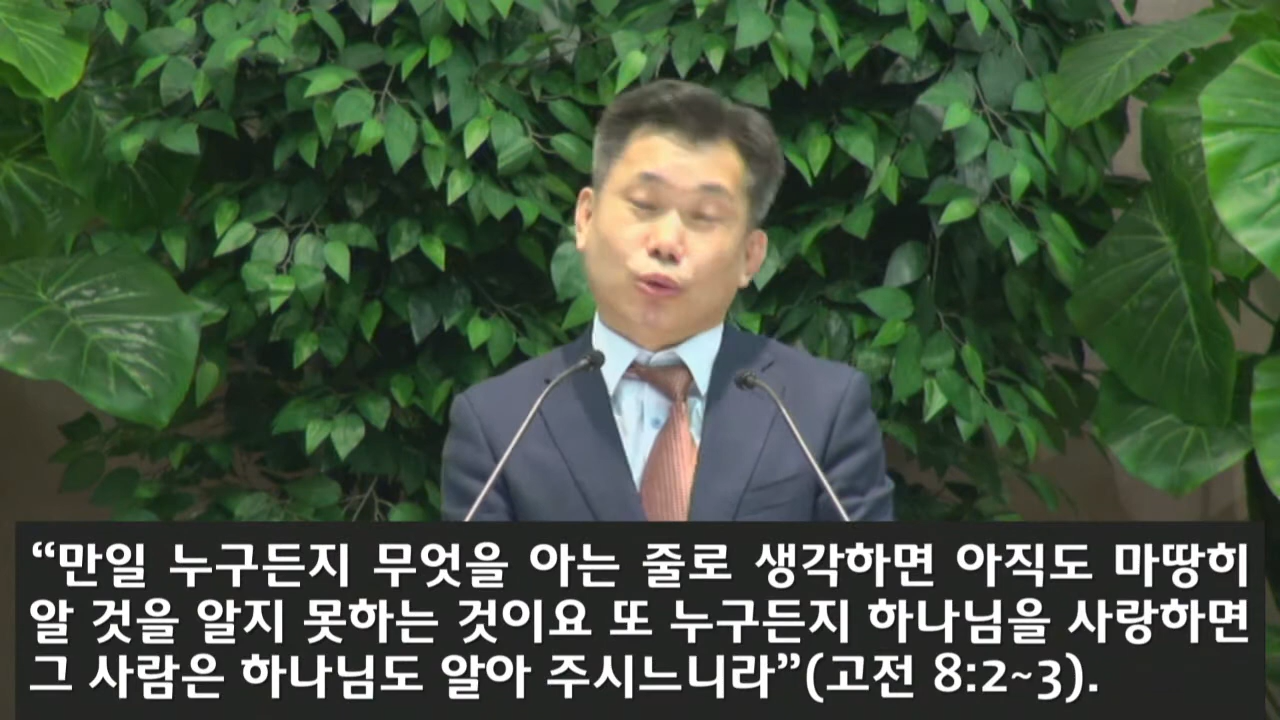 “만일 누구든지 무엇을 아는 줄로 생각하면 아직도 마땅히
알 것을 알지 못하는 것이요 또 누구든지 하나님을 사랑하면
그 사람은 하나님도 알아 주시느니라”(고전 8:2~3).